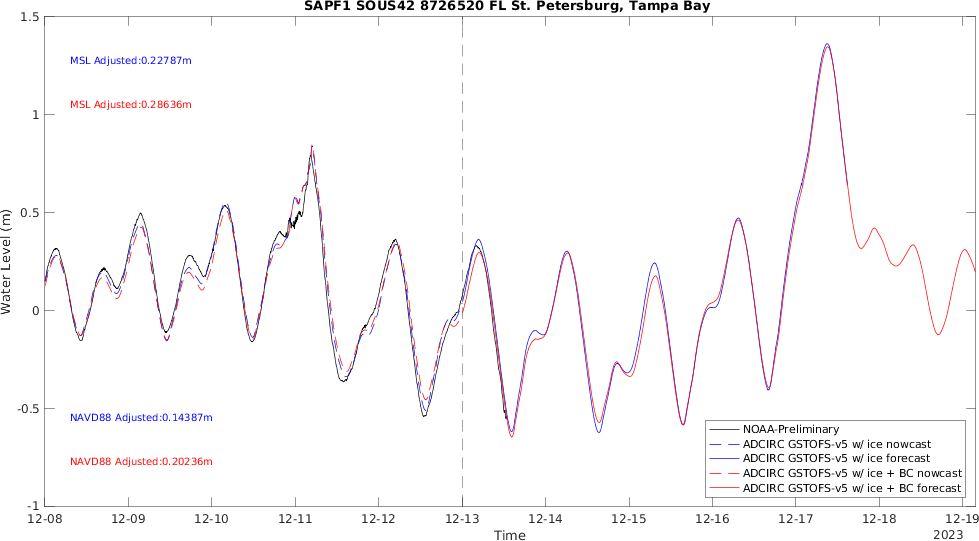 SAPF1 SOUS42 8726520 FL St. Petersburg, Tampa Bay
1.5
MSL Adjusted:0.22787m
MSL Adjusted:0.28636m
1
0.5
Water Level (m)
0
NAVD88 Adjusted:0.14387m
-0.5
NAVD88 Adjusted:0.20236m
NOAA-Preliminary
ADCIRC GSTOFS-v5 w/ ice nowcast
ADCIRC GSTOFS-v5 w/ ice forecast
ADCIRC GSTOFS-v5 w/ ice + BC nowcast
ADCIRC GSTOFS-v5 w/ ice + BC forecast
-1
12-08 12-09 12-10 12-11 12-12 12-13 12-14 12-15 12-16 12-17 12-18 12-19
Time
2023